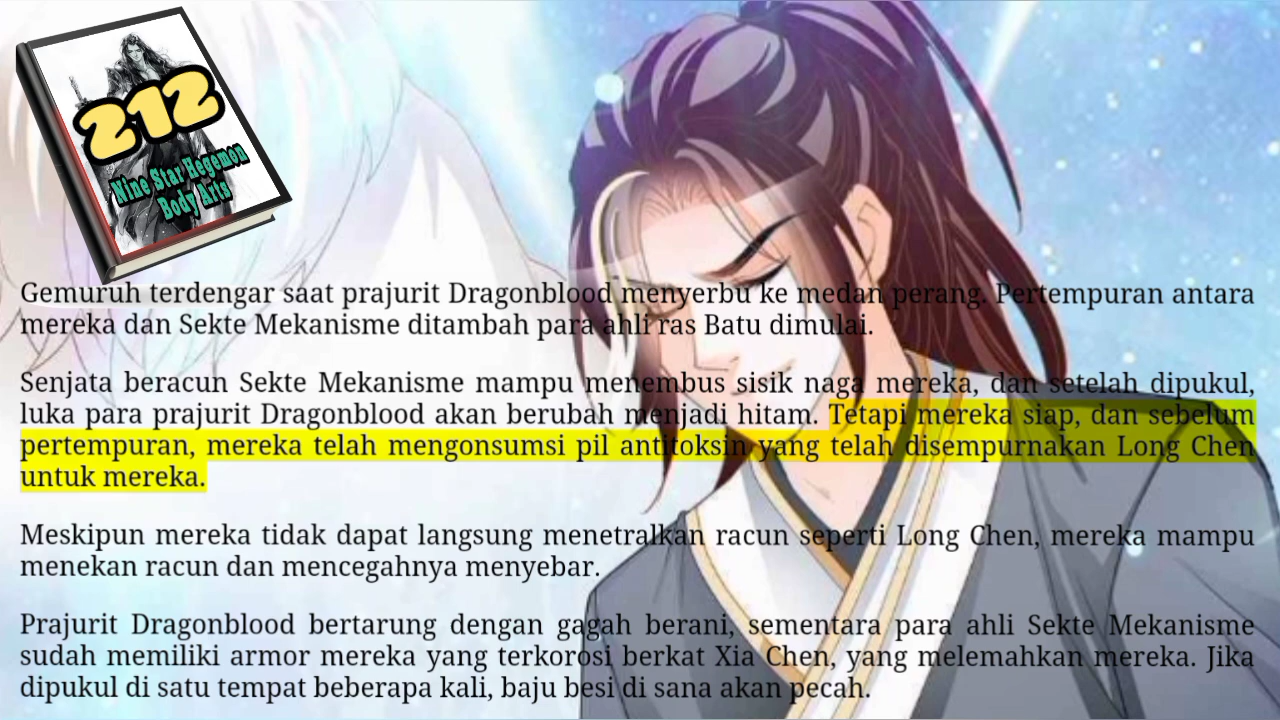 212
Nine Star Hegemon
Body Arts
Gemuruh terdengar saat prajurit Dragonblood menyerbu ke medan perang. Pertempuran antara
mereka dan Sekte Mekanisme ditambah para ahli ras Batu dimulai.
Senjata beracun Sekte Mekanisme mampu menembus sisik naga mereka, dan setelah dipukul,
luka para prajurit Dragonblood akan berubah menjadi hitam. Tetapi mereka siap, dan sebelum
pertempuran, mereka telah mengonsumsi pil antitoksin yang telah disempurnakan Long Chen
untuk mereka.
Meskipun mereka tidak dapat langsung menetralkan racun seperti Long Chen, mereka mampu
menekan racun dan mencegahnya menyebar.
Prajurit Dragonblood bertarung dengan gagah berani, sementara para ahli Sekte Mekanisme
sudah memiliki armor mereka yang terkorosi berkat Xia Chen, yang melemahkan mereka. Jika
dipukul di satu tempat beberapa kali, baju besi di sana akan pecah.